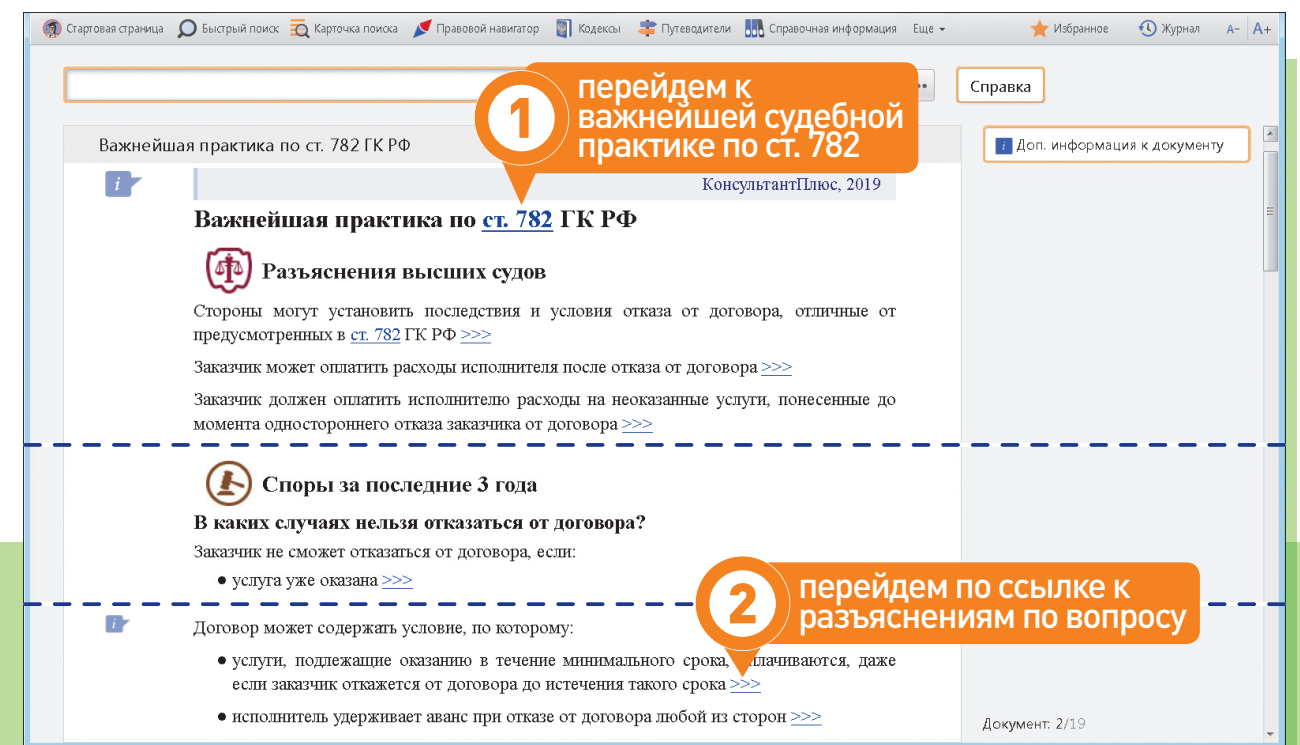 Стартовая страница Быстрый поиск Карточка поиска Правовой навигатор Кодексы Путеводители Справочная информация Еще Избранное Журнал A- A+
1 перейдем к
важнейшей судебной
практике по ст. 782
Справка
Важнейшая практика по ст. 782 ГК РФ
i Доп. информация к документу
i КонсультантПлюс, 2019
Важнейшая практика по ст. 782 ГК РФ
Разъяснения высших судов
Стороны могут установить последствия и условия отказа от договора, отличные от
предусмотренных в ст. 782 ГК РФ >>>
Заказчик может оплатить расходы исполнителя после отказа от договора >>>
Заказчик должен оплатить исполнителю расходы на неоказанные услуги, понесенные до
момента одностороннего отказа заказчика от договора >>>
Споры за последние 3 года
В каких случаях нельзя отказаться от договора?
Заказчик не сможет отказаться от договора, если:
● услуга уже оказана >>>
2 перейдем по ссылке к
разъяснениям по вопросу
i Договор может содержать условие, по которому:
● услуги, подлежащие оказанию в течение минимального срока, даже
если заказчик откажется от договора до истечения такого срока >>>
● исполнитель удерживает аванс при отказе от договора любой из сторон >>>
Документ: 2/19